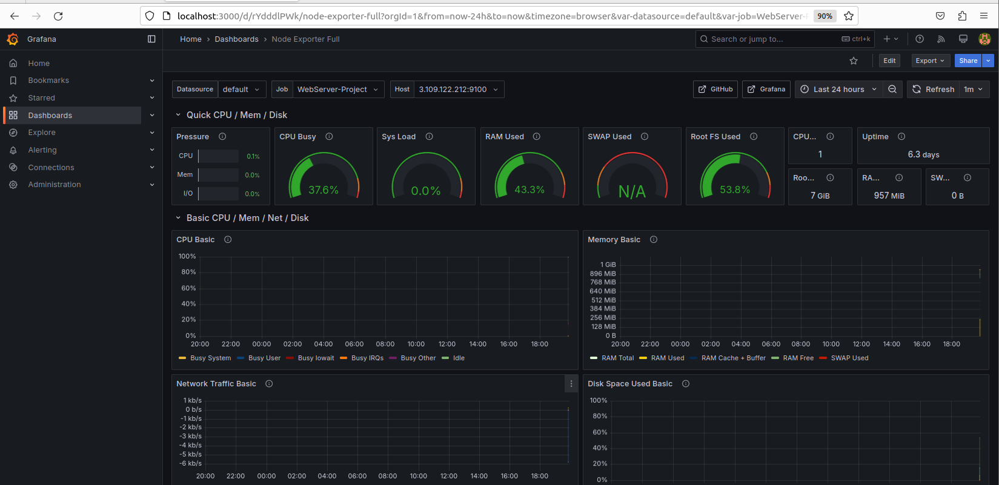 localhost:3000/d/rYdddlPWk/node-exporter-full?orgId=1&from=now-24h&to=now&timezone=browser&var-datasource=default&var-job=WebServer-
90%
Grafana
Home › Dashboards › Node Exporter Full
Search or jump to...
ctrl+k
Home
Bookmarks
Starred
Dashboards
Explore
Alerting
Connections
Administration
Edit
Export
Share
Datasource default
Job WebServer-Project
Host 3.109.122.212:9100
GitHub
Grafana
Last 24 hours
Refresh 1m
Quick CPU / Mem / Disk
Pressure
CPU 0.1%
Mem 0.0%
I/O 0.0%
CPU Busy
37.6%
Sys Load
0.0%
RAM Used
43.3%
SWAP Used
N/A
Root FS Used
53.8%
CPU...
1
Uptime
6.3 days
Roo...
7 GiB
RA...
957 MiB
SW...
0 B
Basic CPU / Mem / Net / Disk
CPU Basic
100%
80%
60%
40%
20%
0%
20:00 22:00 00:00 02:00 04:00 06:00 08:00 10:00 12:00 14:00 16:00 18:00
Busy System Busy User Busy Iowait Busy IRQs Busy Other Idle
Memory Basic
1 GiB
896 MiB
768 MiB
640 MiB
512 MiB
384 MiB
256 MiB
128 MiB
0 B
20:00 22:00 00:00 02:00 04:00 06:00 08:00 10:00 12:00 14:00 16:00 18:00
RAM Total RAM Used RAM Cache + Buffer RAM Free SWAP Used
Network Traffic Basic
1 kb/s
0 b/s
-1 kb/s
-2 kb/s
-3 kb/s
-4 kb/s
-5 kb/s
-6 kb/s
20:00 22:00 00:00 02:00 04:00 06:00 08:00 10:00 12:00 14:00 16:00 18:00
Disk Space Used Basic
100%
80%
60%
40%
20%
0%